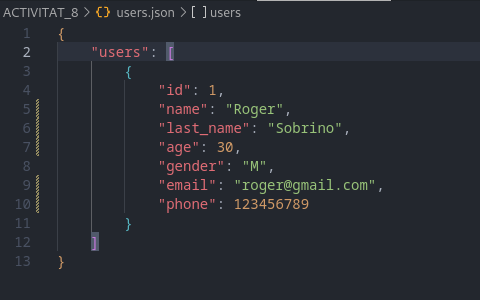 ACTIVITAT_8 > {} users.json > [ ] users
1 {
2 "users": [
3 {
4 "id": 1,
5 "name": "Roger",
6 "last_name": "Sobrino",
7 "age": 30,
8 "gender": "M",
9 "email": "roger@gmail.com",
10 "phone": 123456789
11 }
12 ]
13 }